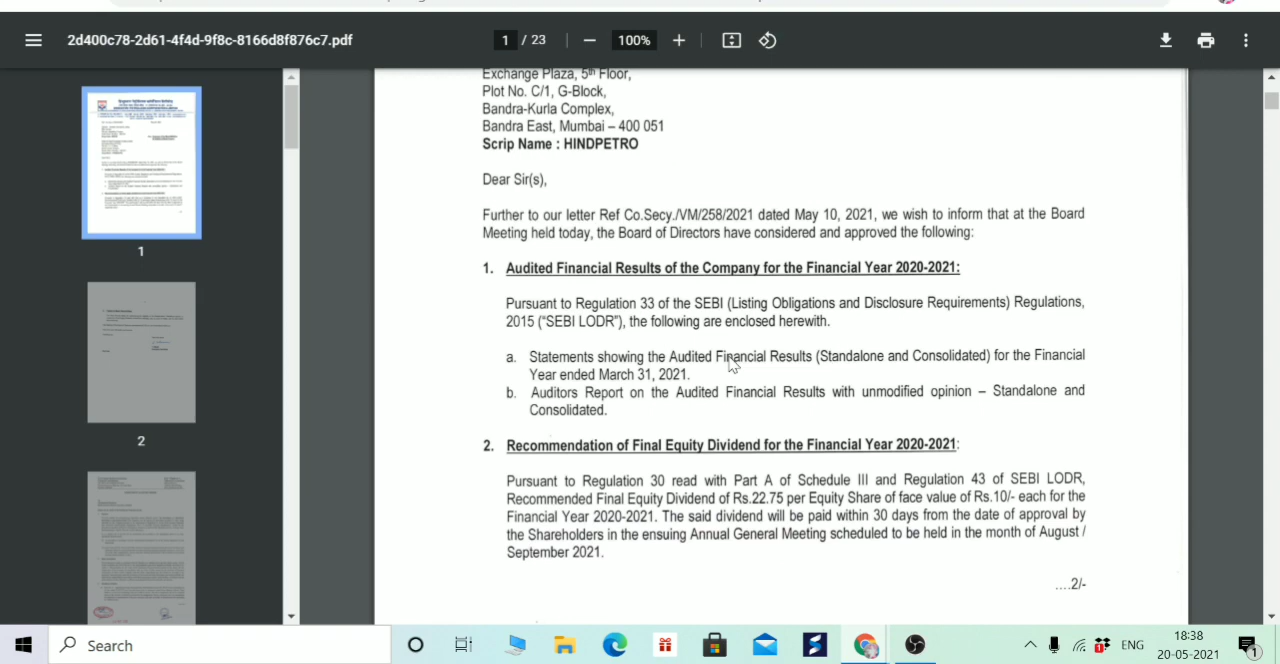 2d400c78-2d61-4f4d-9f8c-8166d8f876c7.pdf
1 / 23
100%
1
2
Exchange Plaza, 5th Floor,
Plot No. C/1, G-Block,
Bandra-Kurla Complex,
Bandra East, Mumbai – 400 051
Scrip Name : HINDPETRO
Dear Sir(s),
Further to our letter Ref Co.Secy./VM/258/2021 dated May 10, 2021, we wish to inform that at the Board
Meeting held today, the Board of Directors have considered and approved the following:
1. Audited Financial Results of the Company for the Financial Year 2020-2021:
Pursuant to Regulation 33 of the SEBI (Listing Obligations and Disclosure Requirements) Regulations,
2015 (“SEBI LODR”), the following are enclosed herewith.
a. Statements showing the Audited Financial Results (Standalone and Consolidated) for the Financial
Year ended March 31, 2021.
b. Auditors Report on the Audited Financial Results with unmodified opinion – Standalone and
Consolidated.
2. Recommendation of Final Equity Dividend for the Financial Year 2020-2021:
Pursuant to Regulation 30 read with Part A of Schedule III and Regulation 43 of SEBI LODR,
Recommended Final Equity Dividend of Rs.22.75 per Equity Share of face value of Rs.10/- each for the
Financial Year 2020-2021. The said dividend will be paid within 30 days from the date of approval by
the Shareholders in the ensuing Annual General Meeting scheduled to be held in the month of August /
September 2021.
....2/-
Search
ENG
18:38
20-05-2021